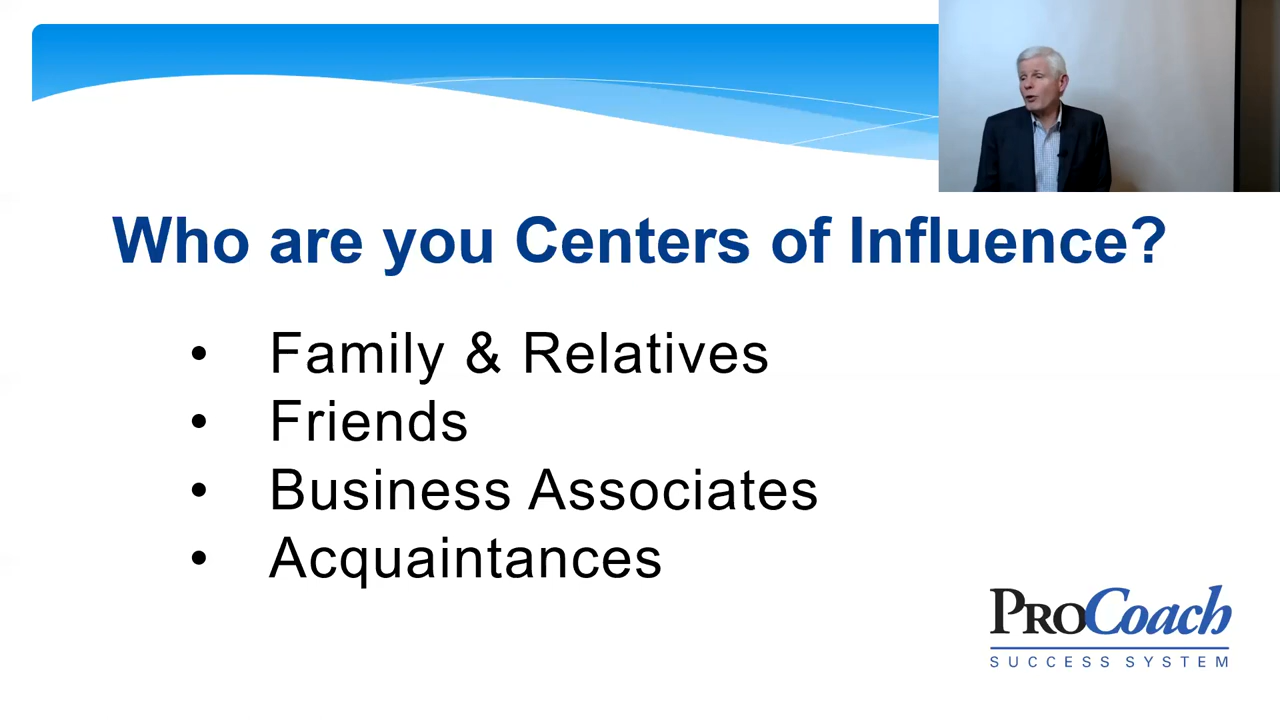 Who are you Centers of Influence?
• Family & Relatives
• Friends
• Business Associates
• Acquaintances
PROCoach
SUCCESS SYSTEM